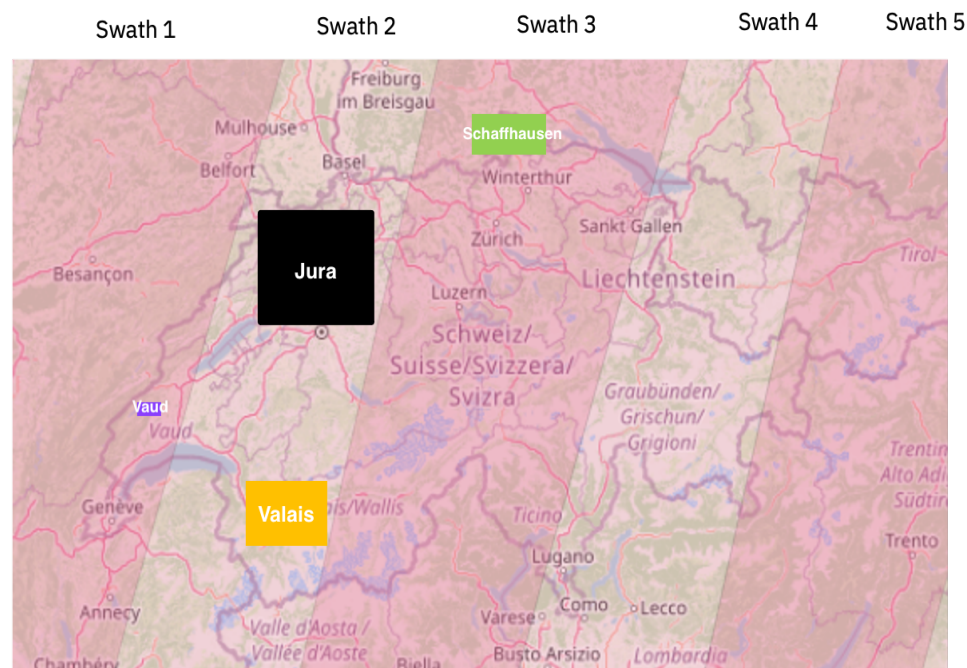 Swath 1
Swath 2
Swath 3
Swath 4
Swath 5
Freiburg
im Breisgau
Mulhouse
Schaffhausen
Belfort
Basel
Winterthur
Sankt Gallen
Zürich
Tirol
Besançon
Jura
Liechtenstein
Luzern
Schweiz/
Suisse/Svizzera/
Svizra
Graubünden/
Grischun/
Grigioni
Vaud
Vaud
Trentin
Alto Adi
Südtir
Genève
Valais
ais/Wallis
Ticino
Trento
Lugano
Annecy
Como
Lecco
Varese
Valle d'Aosta /
Vallée d'Aoste
Chambéry
Biella
Busto Arsizio
Lombardia